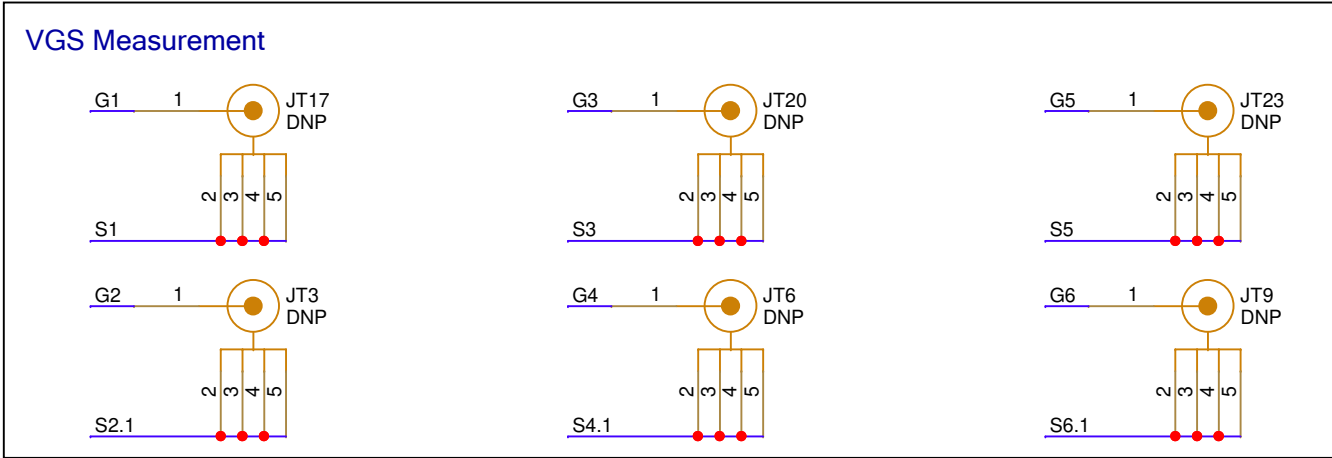 VGS Measurement
G1 1 JT17
DNP
2 3 4 5
S1
G3 1 JT20
DNP
2 3 4 5
S3
G5 1 JT23
DNP
2 3 4 5
S5
G2 1 JT3
DNP
2 3 4 5
S2.1
G4 1 JT6
DNP
2 3 4 5
S4.1
G6 1 JT9
DNP
2 3 4 5
S6.1